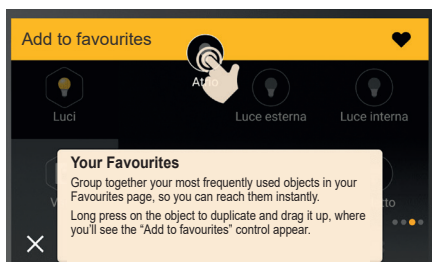 Add to favourites
Luci
Luce esterna
Luce interna
Your Favourites
Group together your most frequently used objects in your
Favourites page, so you can reach them instantly.
Long press on the object to duplicate and drag it up, where
you'll see the “Add to favourites” control appear.